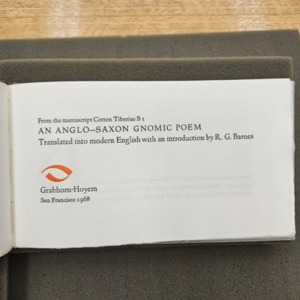 From the manuscript Cotton Tiberius B 1
AN ANGLO–SAXON GNOMIC POEM
Translated into modern English with an introduction by R. G. Barnes
Grabhorn-Hoyem
San Francisco 1968